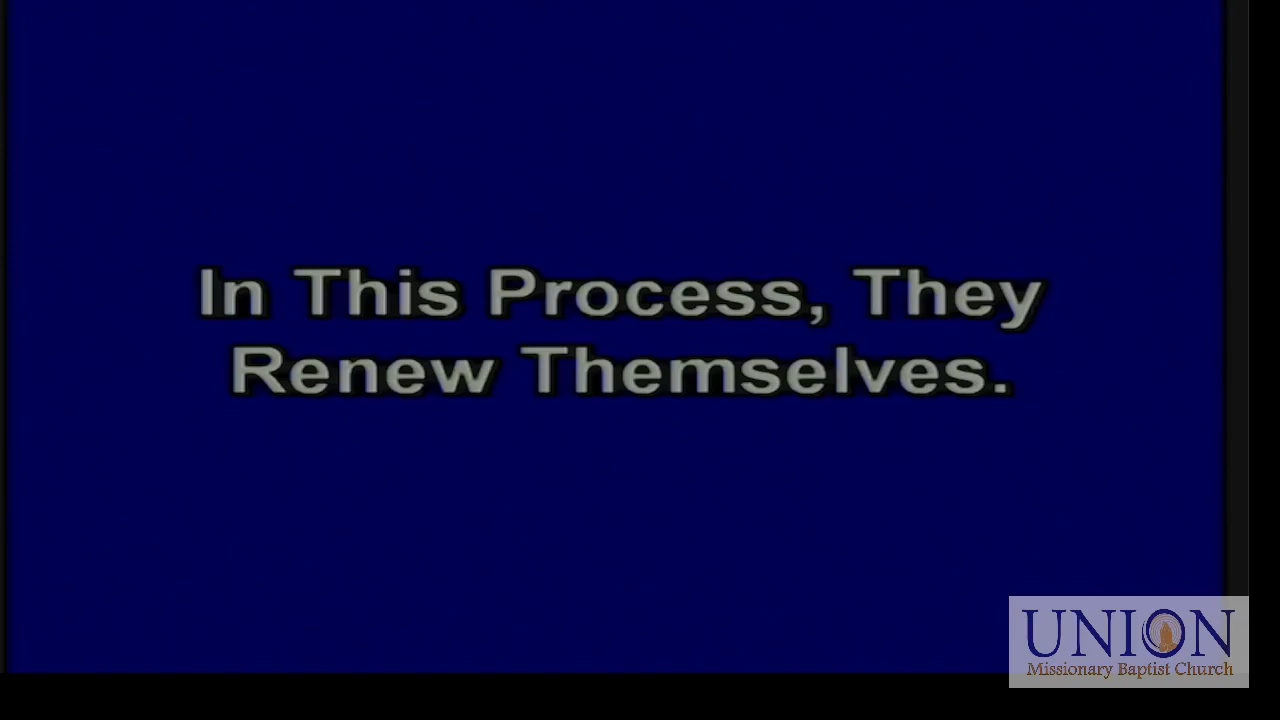 In This Process, They
Renew Themselves.
UNION
Missionary Baptist Church